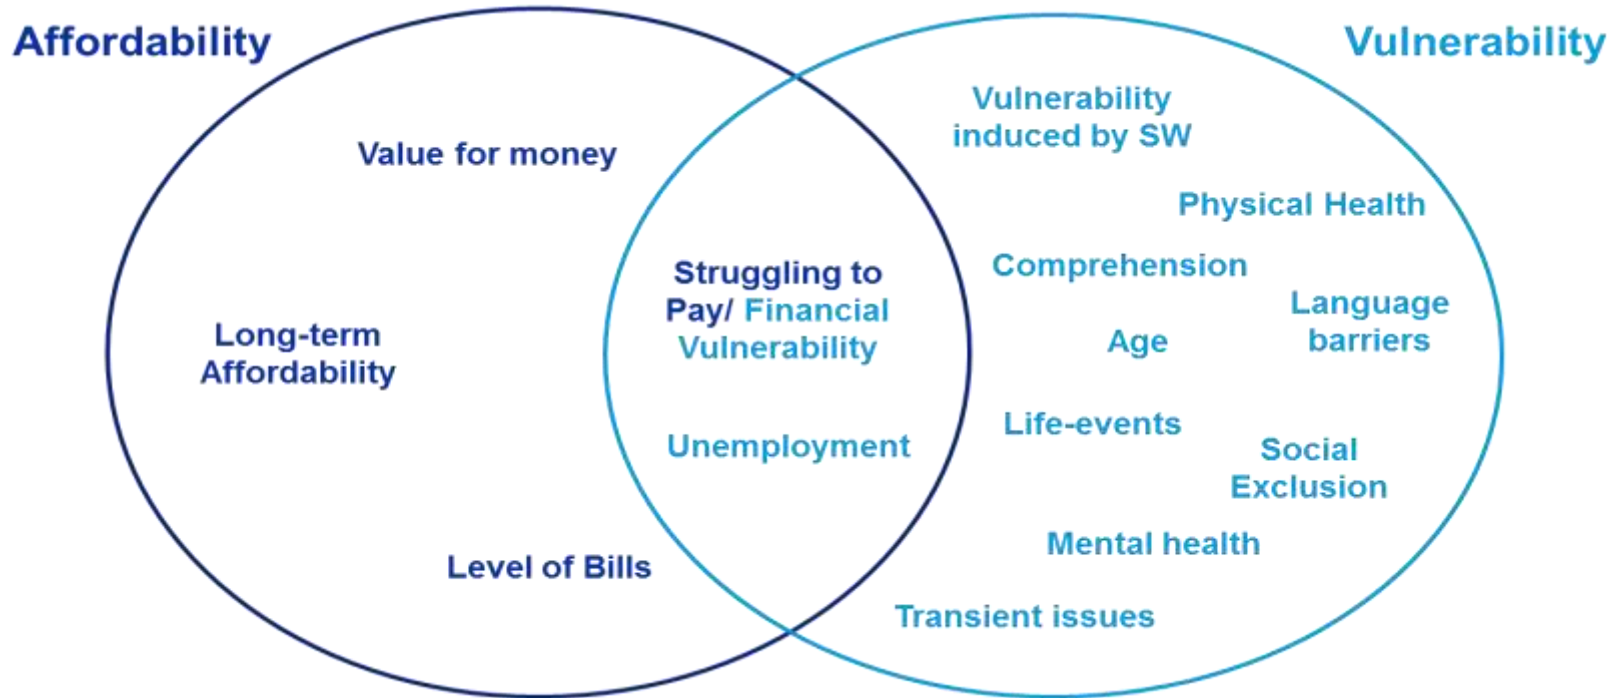 Affordability
Vulnerability
Value for money
Long-term
Affordability
Level of Bills
Struggling to
Pay/ Financial
Vulnerability
Unemployment
Vulnerability
induced by SW
Physical Health
Comprehension
Language
barriers
Age
Life-events
Social
Exclusion
Mental health
Transient issues